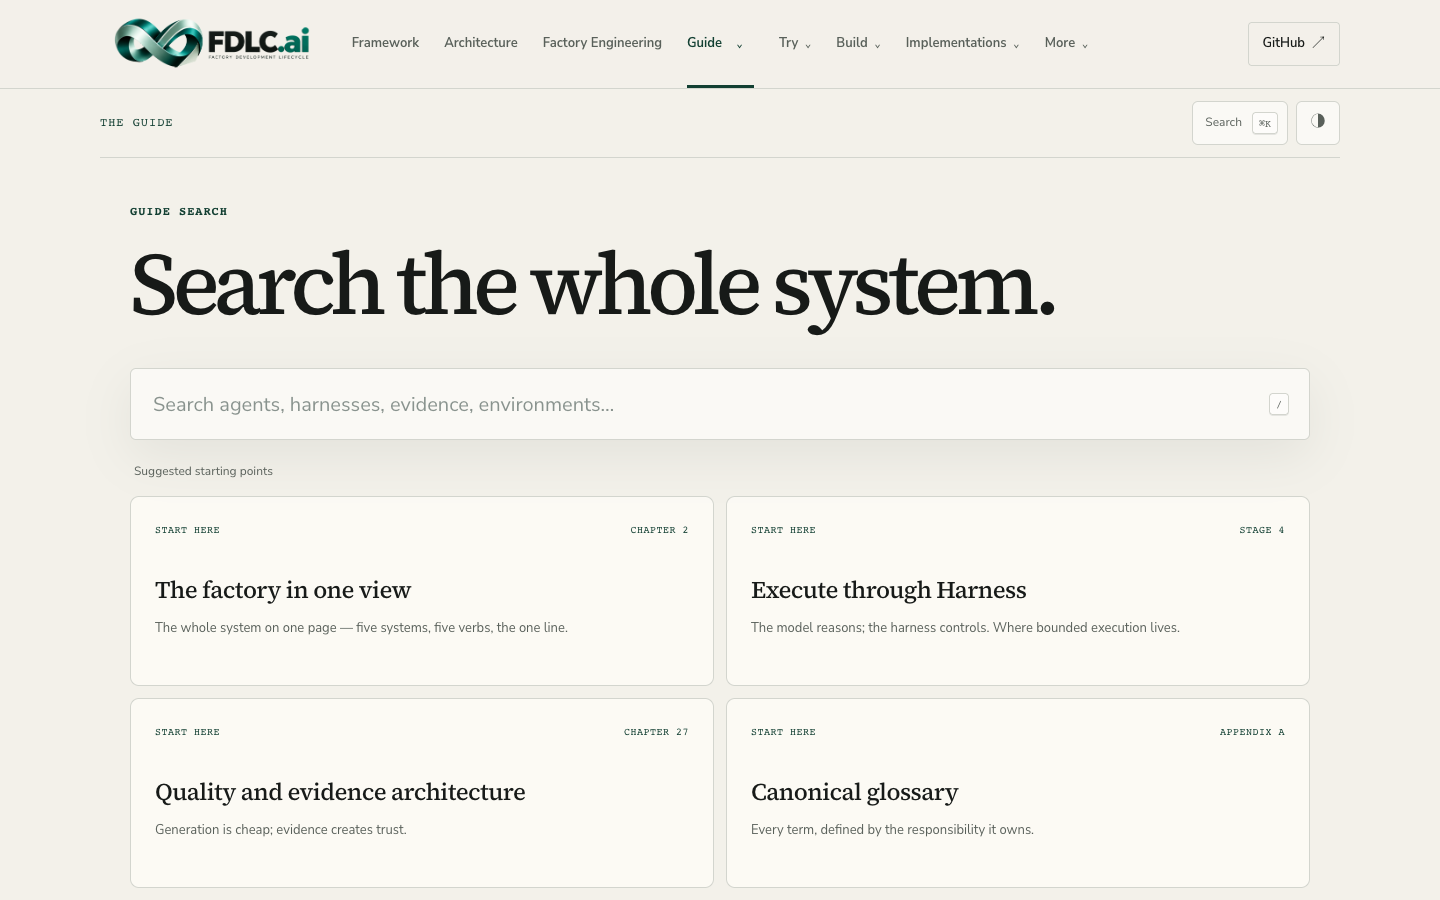 FDLC.ai
FACTORY DEVELOPMENT LIFECYCLE
Framework
Architecture
Factory Engineering
Guide
Try
Build
Implementations
More
GitHub ↗
THE GUIDE
Search ⌘K
GUIDE SEARCH
Search the whole system.
Search agents, harnesses, evidence, environments...
/
Suggested starting points
START HERE
CHAPTER 2
The factory in one view
The whole system on one page — five systems, five verbs, the one line.
START HERE
STAGE 4
Execute through Harness
The model reasons; the harness controls. Where bounded execution lives.
START HERE
CHAPTER 27
Quality and evidence architecture
Generation is cheap; evidence creates trust.
START HERE
APPENDIX A
Canonical glossary
Every term, defined by the responsibility it owns.